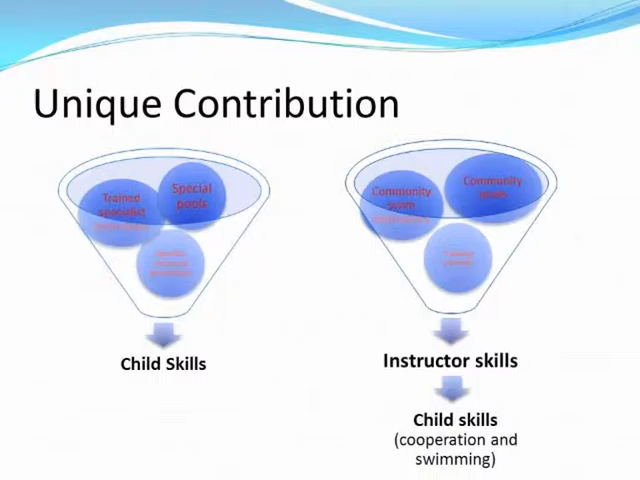 Unique Contribution
Trained
specialist
Special
pools
Child Skills
Community
swim
Community
pools
Instructor skills
Child skills
(cooperation and
swimming)